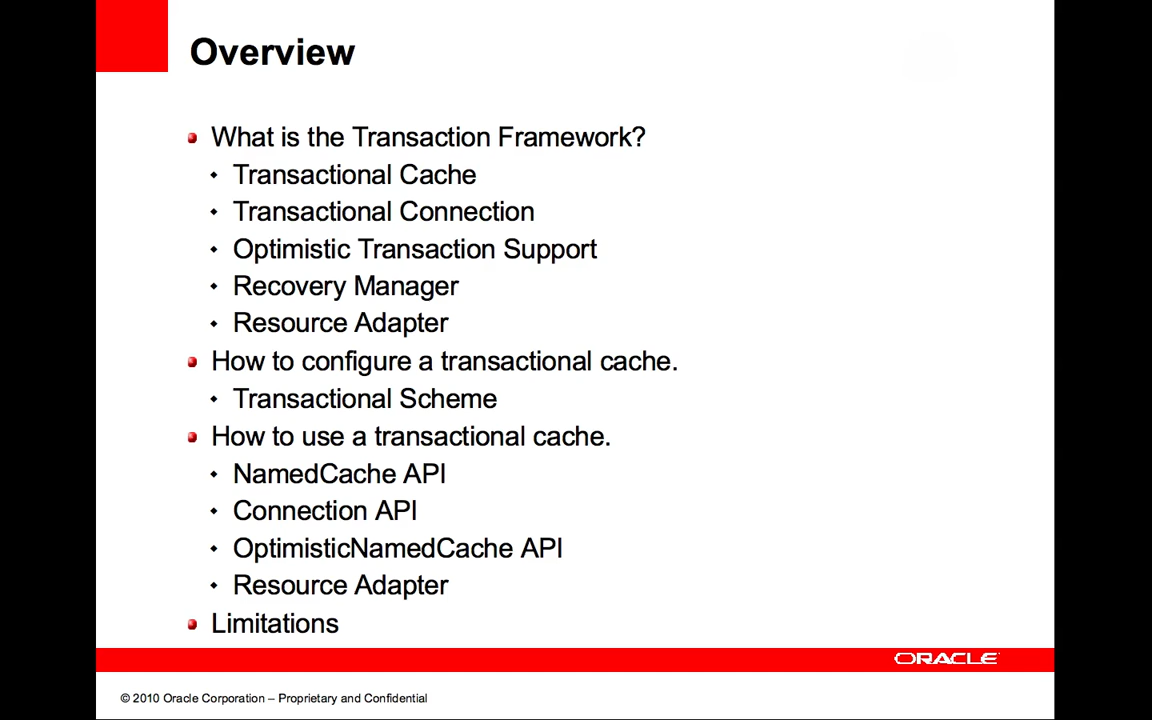 Overview
What is the Transaction Framework?
Transactional Cache
Transactional Connection
Optimistic Transaction Support
Recovery Manager
Resource Adapter
How to configure a transactional cache.
Transactional Scheme
How to use a transactional cache.
NamedCache API
Connection API
OptimisticNamedCache API
Resource Adapter
Limitations
ORACLE
© 2010 Oracle Corporation – Proprietary and Confidential